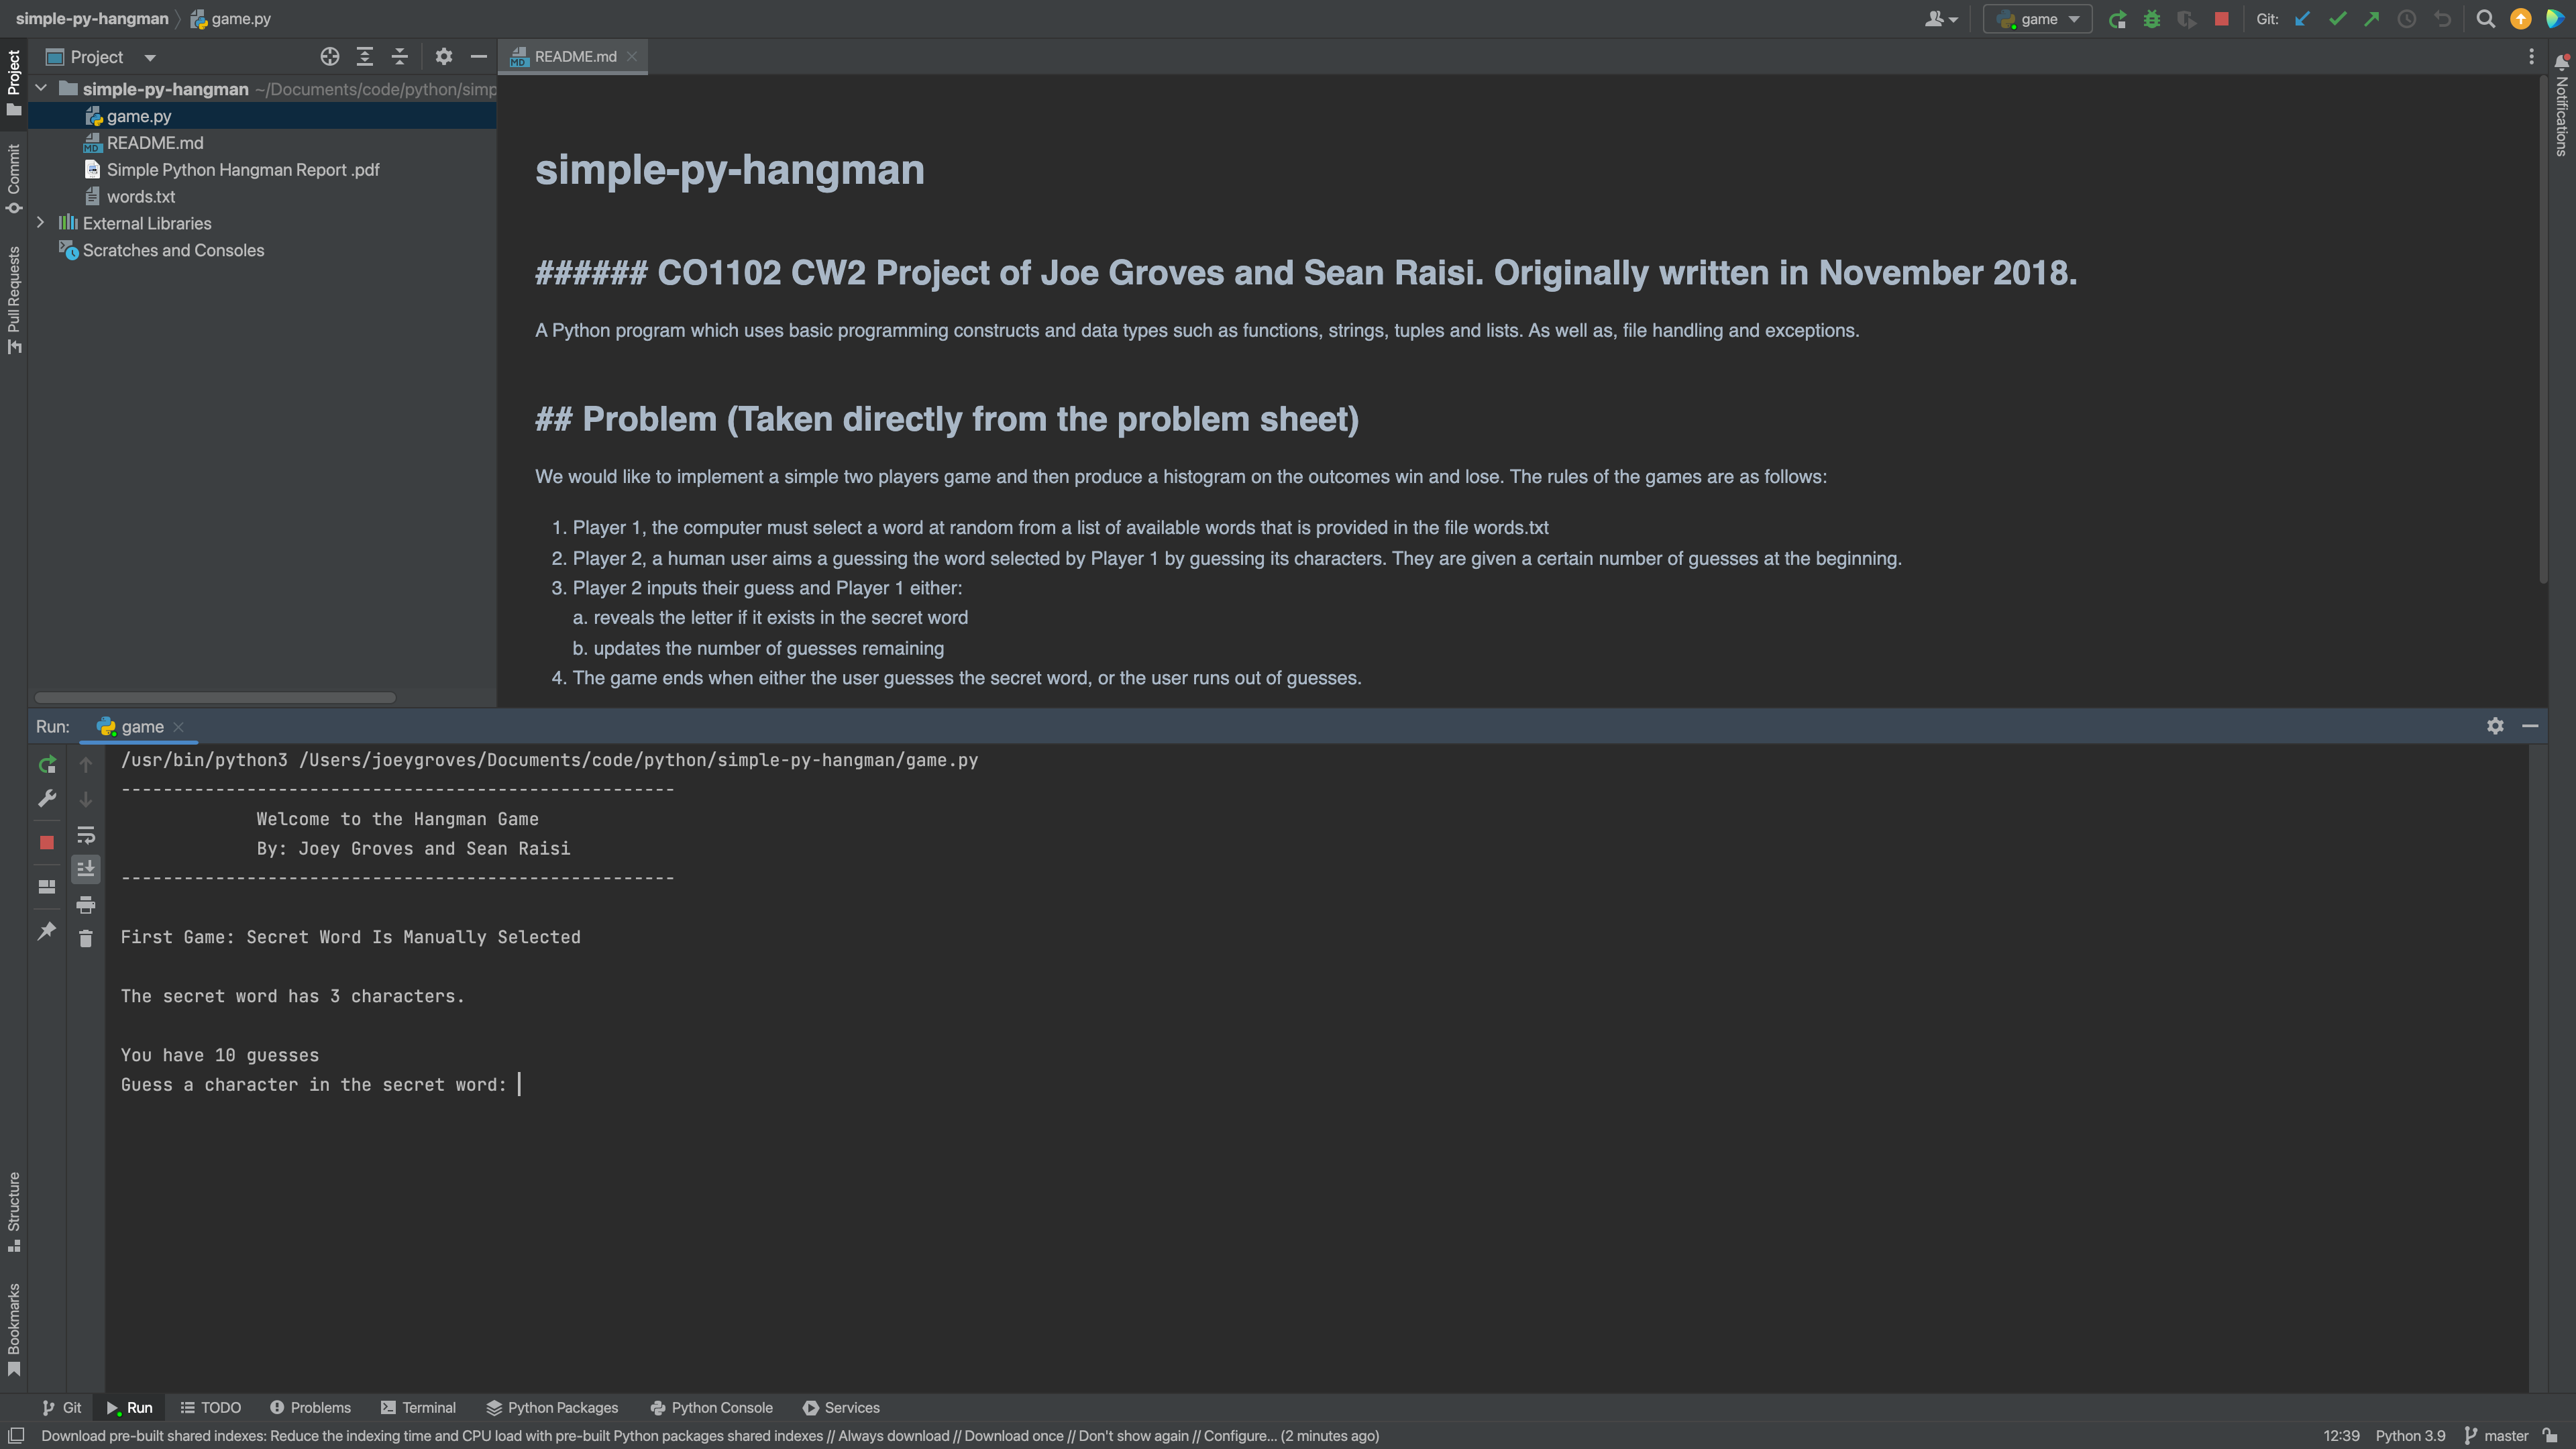 simple-py-hangman
game.py
game
Git:
Project
Commit
Pull Requests
Structure
Bookmarks
Notifications
Project
simple-py-hangman ~/Documents/code/python/simp
game.py
README.md
Simple Python Hangman Report .pdf
words.txt
External Libraries
Scratches and Consoles
README.md
simple-py-hangman
###### CO1102 CW2 Project of Joe Groves and Sean Raisi. Originally written in November 2018.
A Python program which uses basic programming constructs and data types such as functions, strings, tuples and lists. As well as, file handling and exceptions.
## Problem (Taken directly from the problem sheet)
We would like to implement a simple two players game and then produce a histogram on the outcomes win and lose. The rules of the games are as follows:
1. Player 1, the computer must select a word at random from a list of available words that is provided in the file words.txt
2. Player 2, a human user aims a guessing the word selected by Player 1 by guessing its characters. They are given a certain number of guesses at the beginning.
3. Player 2 inputs their guess and Player 1 either:
a. reveals the letter if it exists in the secret word
b. updates the number of guesses remaining
4. The game ends when either the user guesses the secret word, or the user runs out of guesses.
Run: game
/usr/bin/python3 /Users/joeygroves/Documents/code/python/simple-py-hangman/game.py
-----------------------------------------------------
Welcome to the Hangman Game
By: Joey Groves and Sean Raisi
-----------------------------------------------------
First Game: Secret Word Is Manually Selected
The secret word has 3 characters.
You have 10 guesses
Guess a character in the secret word:
Git Run TODO Problems Terminal Python Packages Python Console Services
Download pre-built shared indexes: Reduce the indexing time and CPU load with pre-built Python packages shared indexes // Always download // Download once // Don't show again // Configure... (2 minutes ago)
12:39 Python 3.9 master